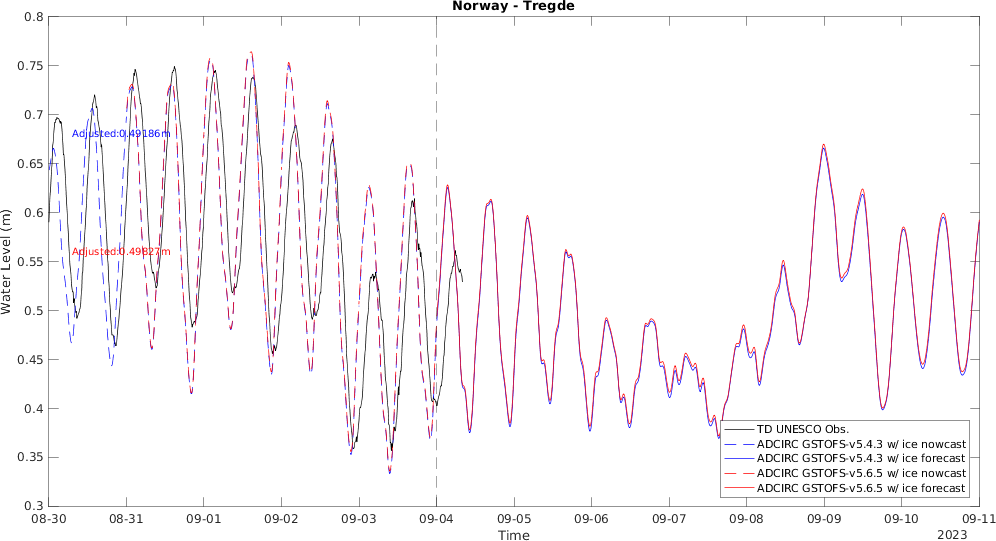 Norway - Tregde
0.8
0.75
0.7
0.65
0.6
0.55
0.5
0.45
0.4
0.35
0.3
Water Level (m)
Adjusted:0.49186m
Adjusted:0.49827m
TD UNESCO Obs.
ADCIRC GSTOFS-v5.4.3 w/ ice nowcast
ADCIRC GSTOFS-v5.4.3 w/ ice forecast
ADCIRC GSTOFS-v5.6.5 w/ ice nowcast
ADCIRC GSTOFS-v5.6.5 w/ ice forecast
08-30 08-31 09-01 09-02 09-03 09-04 09-05 09-06 09-07 09-08 09-09 09-10 09-11
Time
2023